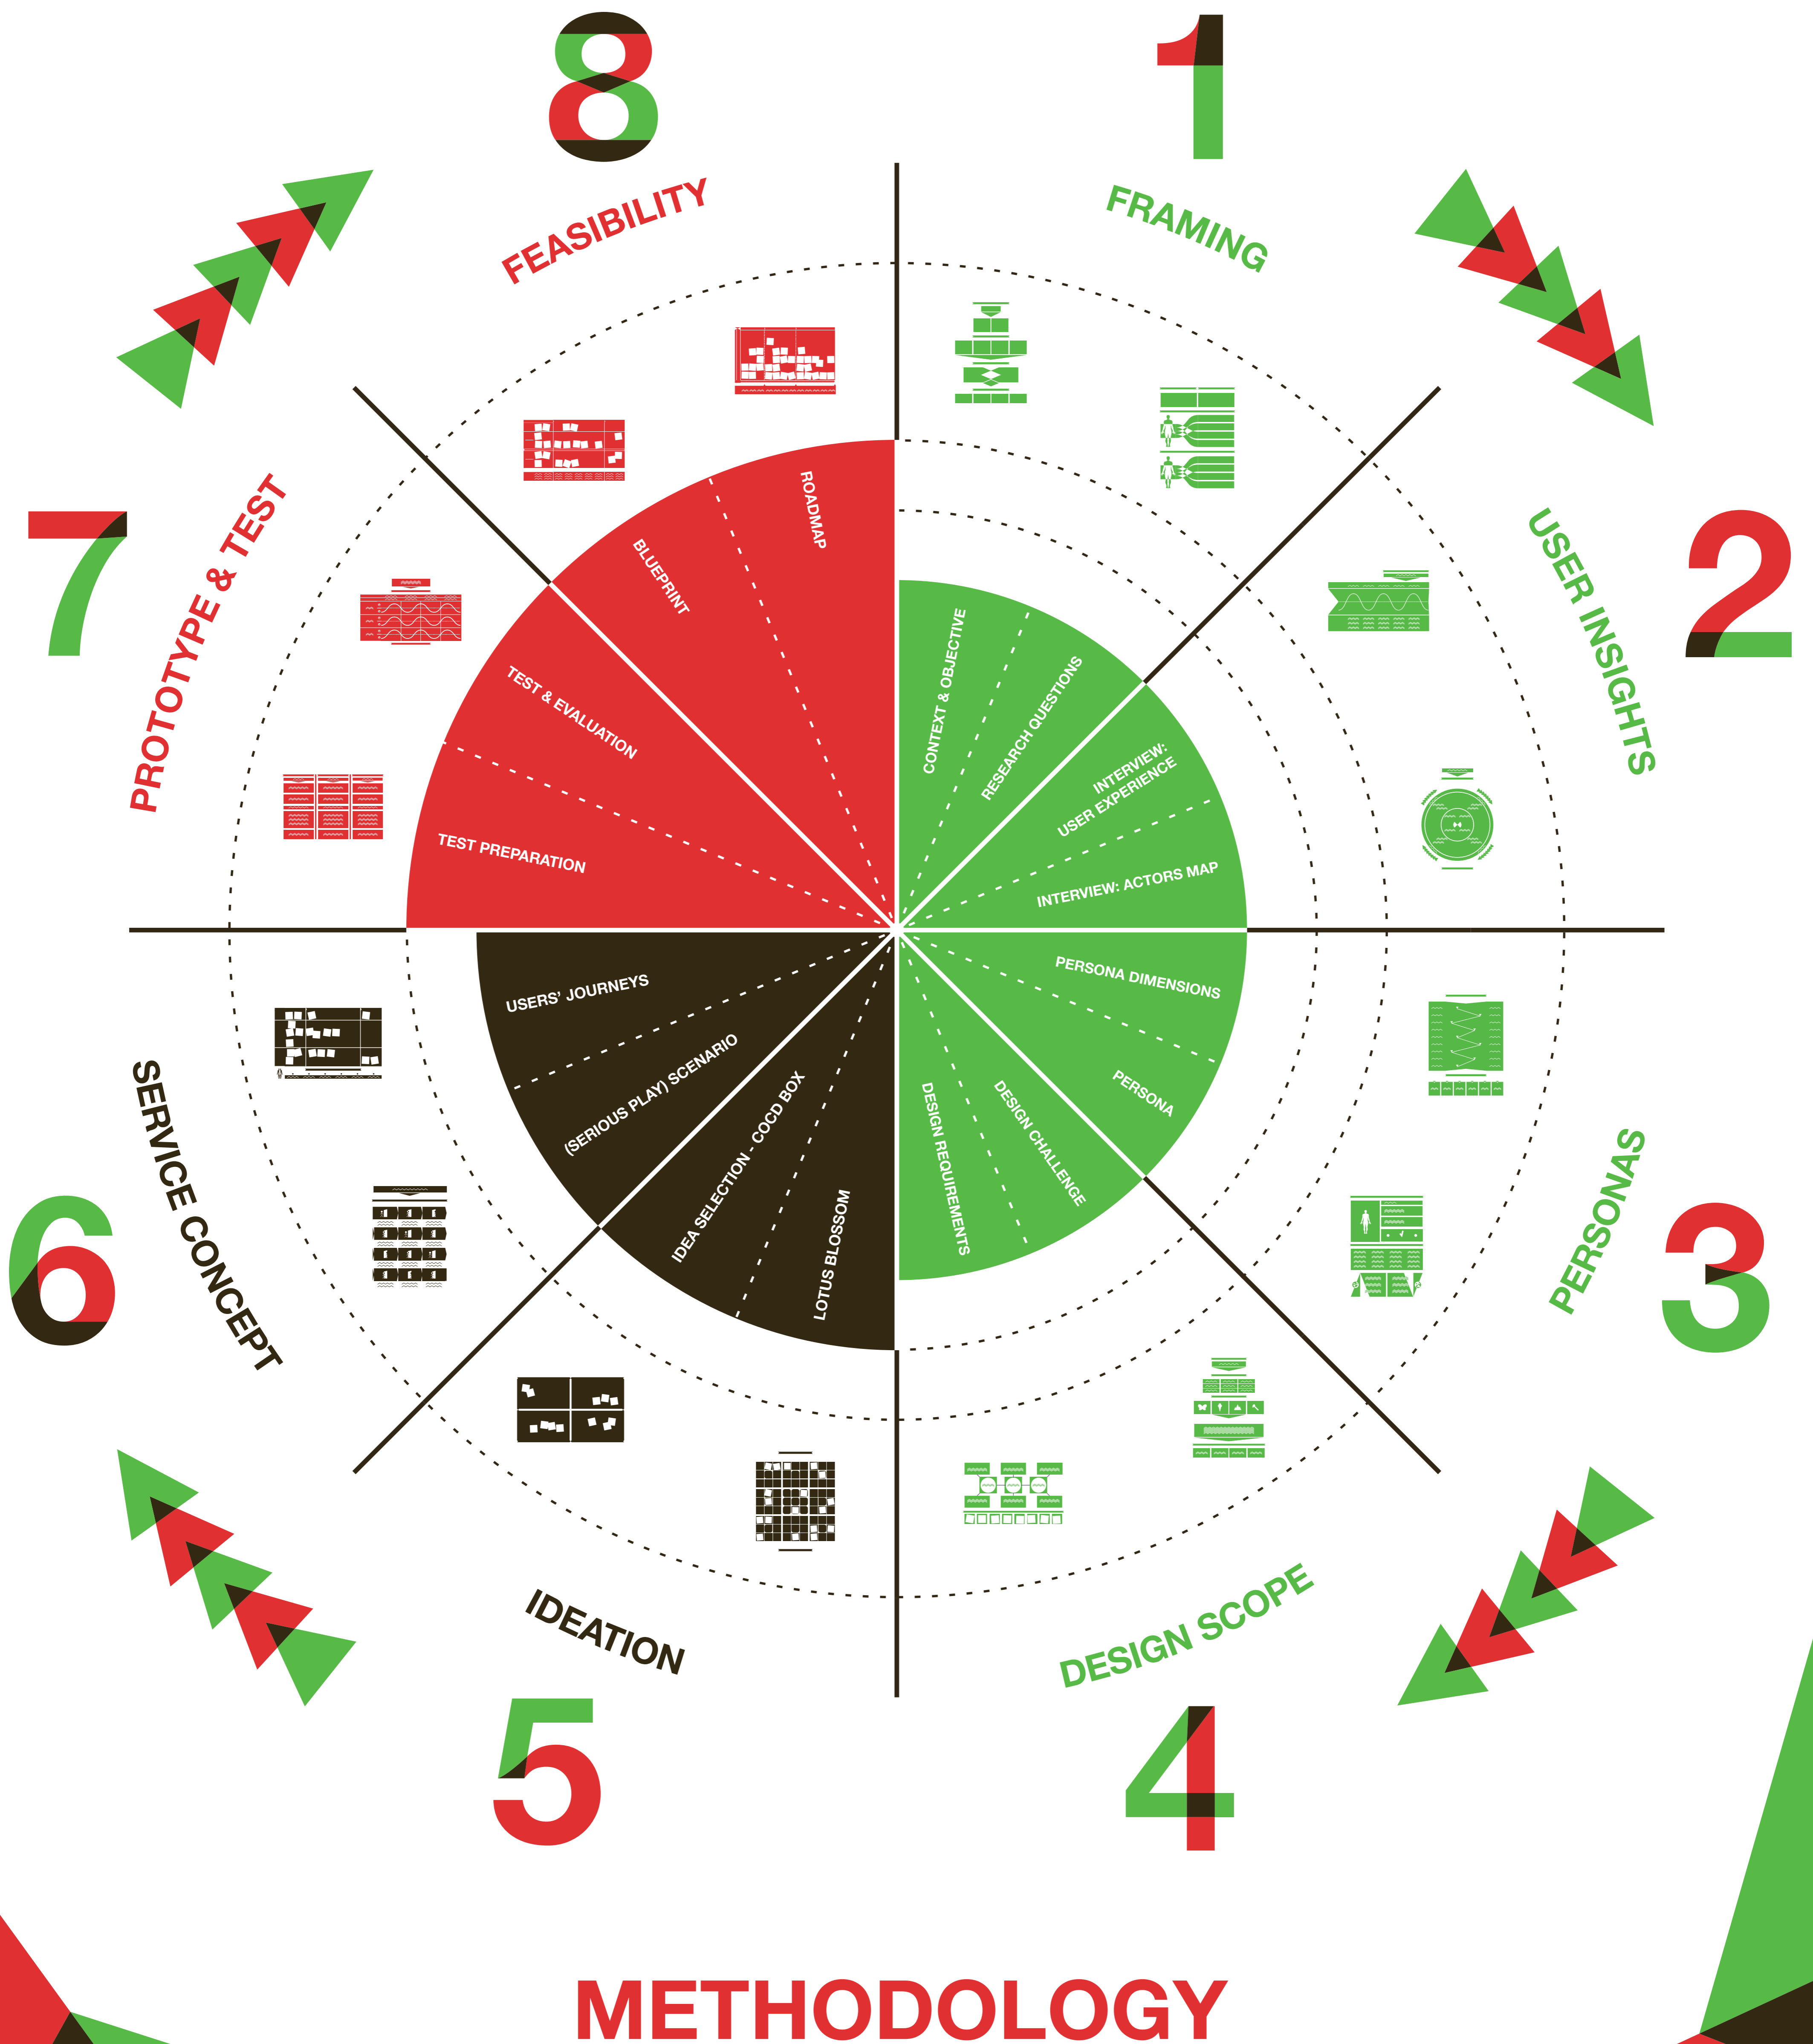 8
1
FEASIBILITY
FRAMING
7
PROTOTYPE & TEST
USER INSIGHTS
2
ROADMAP
BLUEPRINT
CONTEXT & OBJECTIVE
RESEARCH QUESTIONS
INTERVIEW:
USER EXPERIENCE
INTERVIEW: ACTORS MAP
TEST & EVALUATION
TEST PREPARATION
USERS' JOURNEYS
(SERIOUS PLAY) SCENARIO
IDEA SELECTION - COCD BOX
LOTUS BLOSSOM
DESIGN REQUIREMENTS
DESIGN CHALLENGE
PERSONA
PERSONA DIMENSIONS
6
SERVICE CONCEPT
PERSONAS
3
IDEATION
DESIGN SCOPE
5
4
METHODOLOGY